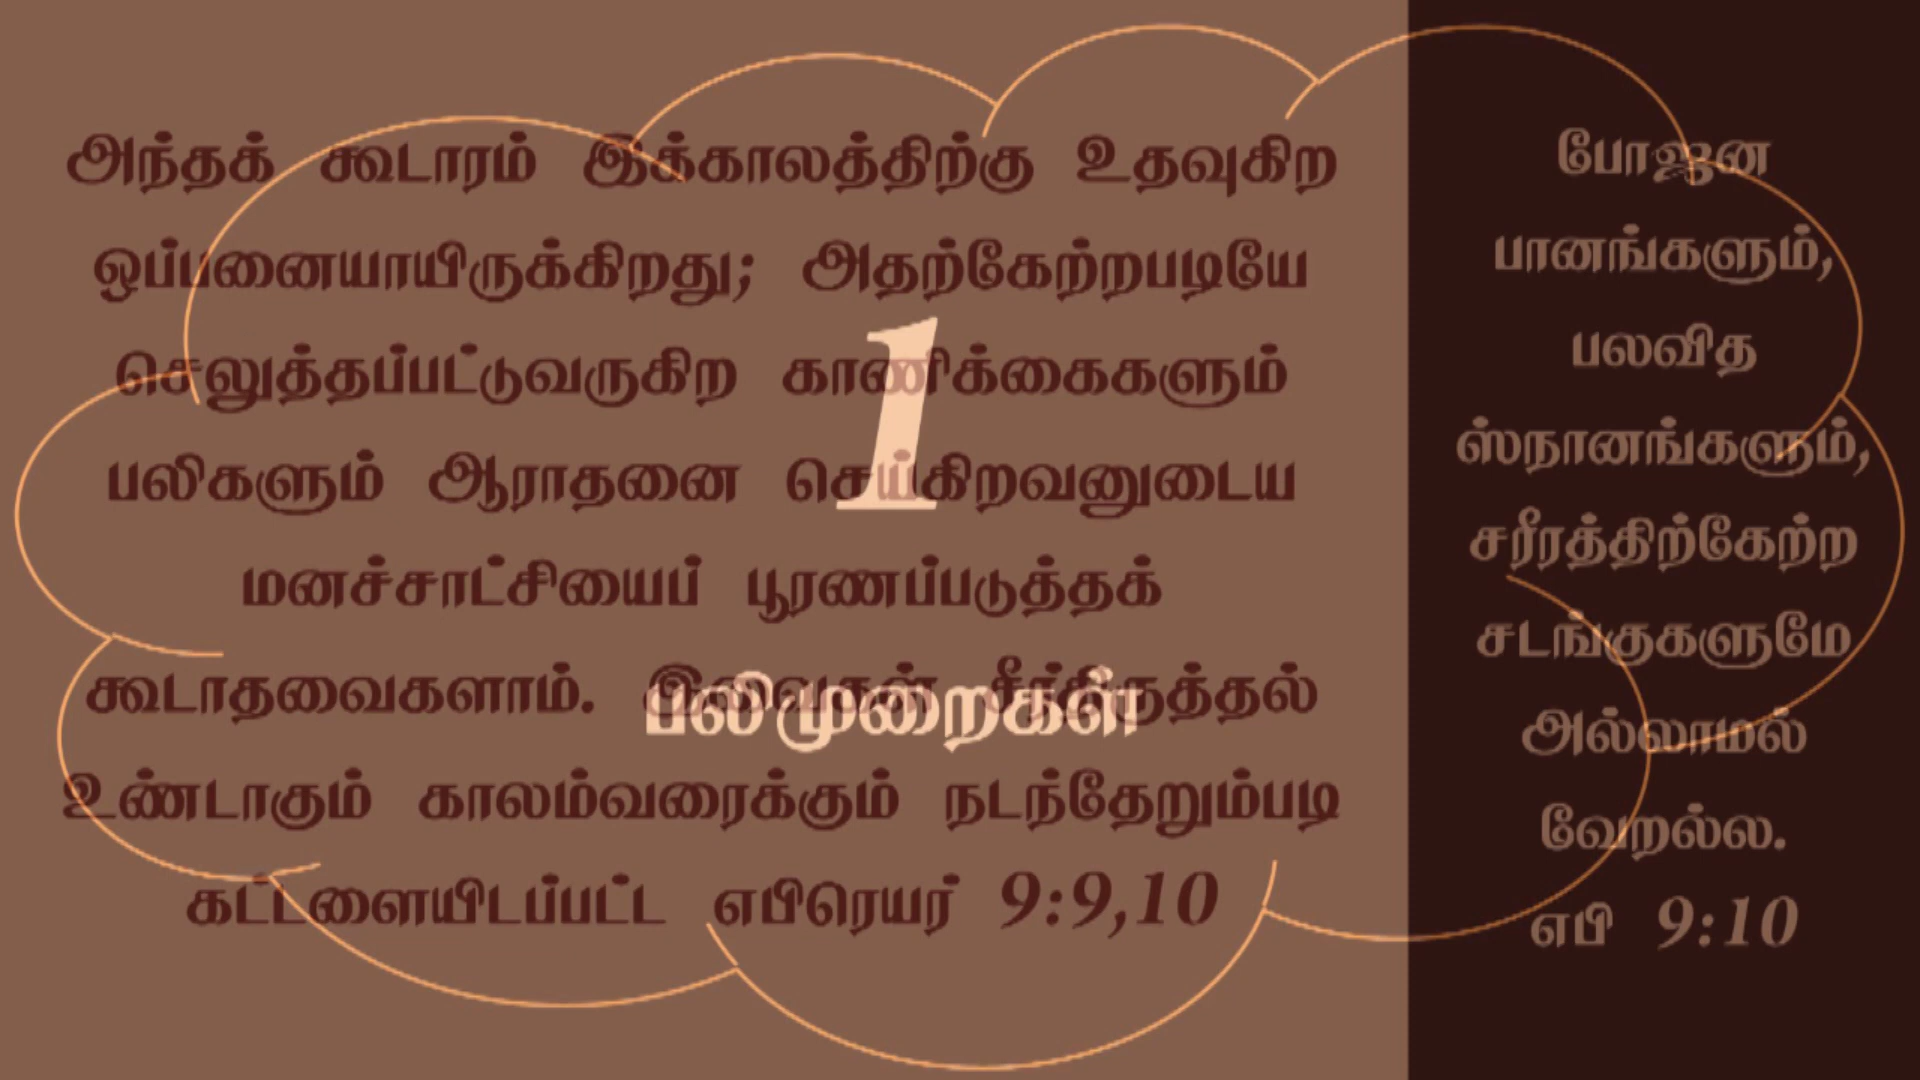 அந்தக் கூடாரம் இக்காலத்திற்கு உதவுகிற
ஒப்பனையாயிருக்கிறது; அதற்கேற்றபடியே
செலுத்தப்பட்டுவருகிற காணிக்கைகளும்
பலிகளும் ஆராதனை செய்கிறவனுடைய
மனச்சாட்சியைப் பூரணப்படுத்தக்
கூடாதவைகளாம். இவைகள் சீர்திருத்தல்
உண்டாகும் காலம்வரைக்கும் நடந்தேறும்படி
கட்டளையிடப்பட்ட எபிரெயர் 9:9,10
1
பலிமுறைகள்
போஜன
பானங்களும்,
பலவித
ஸ்நானங்களும்,
சரீரத்திற்கேற்ற
சடங்குகளுமே
அல்லாமல்
வேறல்ல.
எபி 9:10